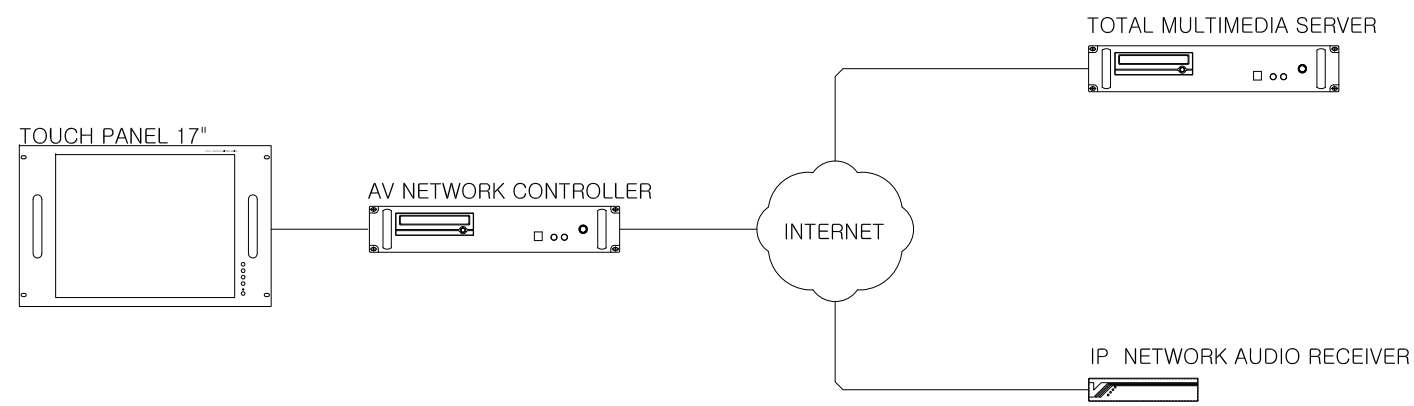 TOTAL MULTIMEDIA SERVER
TOUCH PANEL 17"
AV NETWORK CONTROLLER
INTERNET
IP NETWORK AUDIO RECEIVER